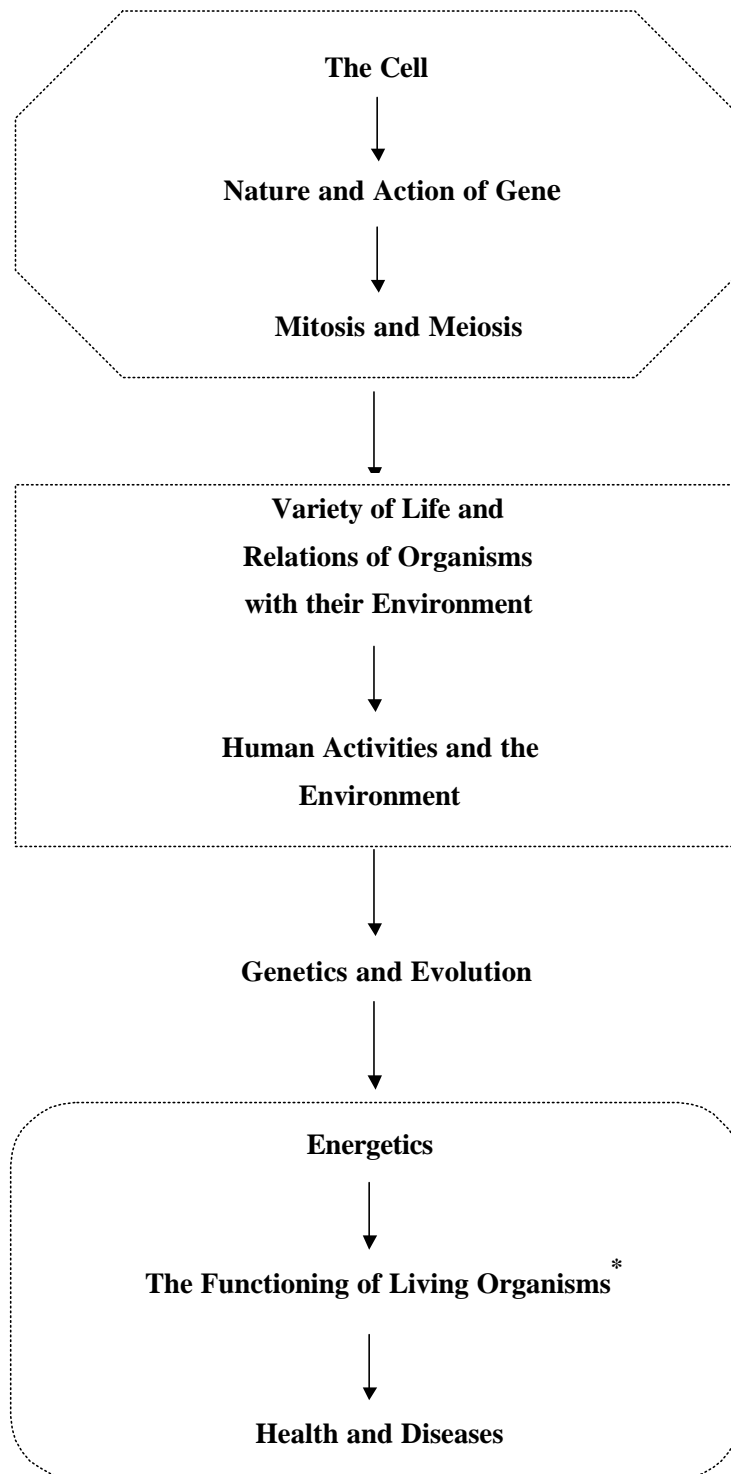 The Cell
Nature and Action of Gene
Mitosis and Meiosis
Variety of Life and
Relations of Organisms
with their Environment
Human Activities and the
Environment
Genetics and Evolution
Energetics
The Functioning of Living Organisms*
Health and Diseases